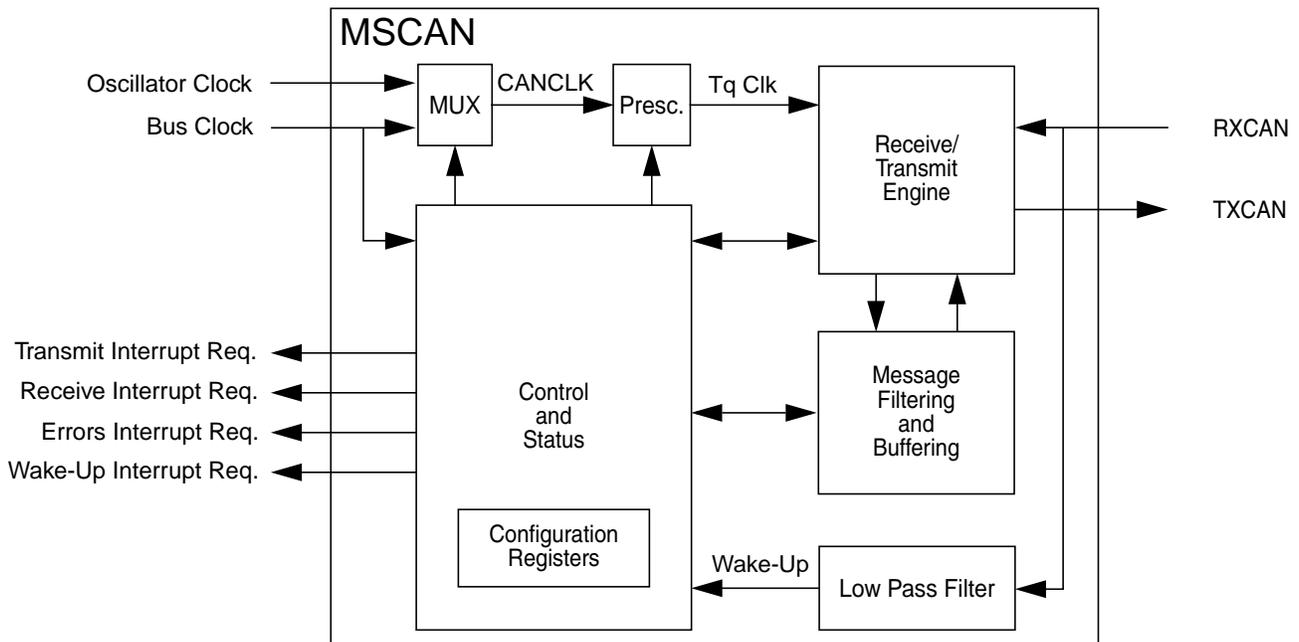 MSCAN
Oscillator Clock
Bus Clock
MUX
CANCLK
Presc.
Tq Clk
Receive/
Transmit
Engine
RXCAN
TXCAN
Transmit Interrupt Req.
Receive Interrupt Req.
Errors Interrupt Req.
Wake-Up Interrupt Req.
Control
and
Status
Message
Filtering
and
Buffering
Configuration
Registers
Wake-Up
Low Pass Filter